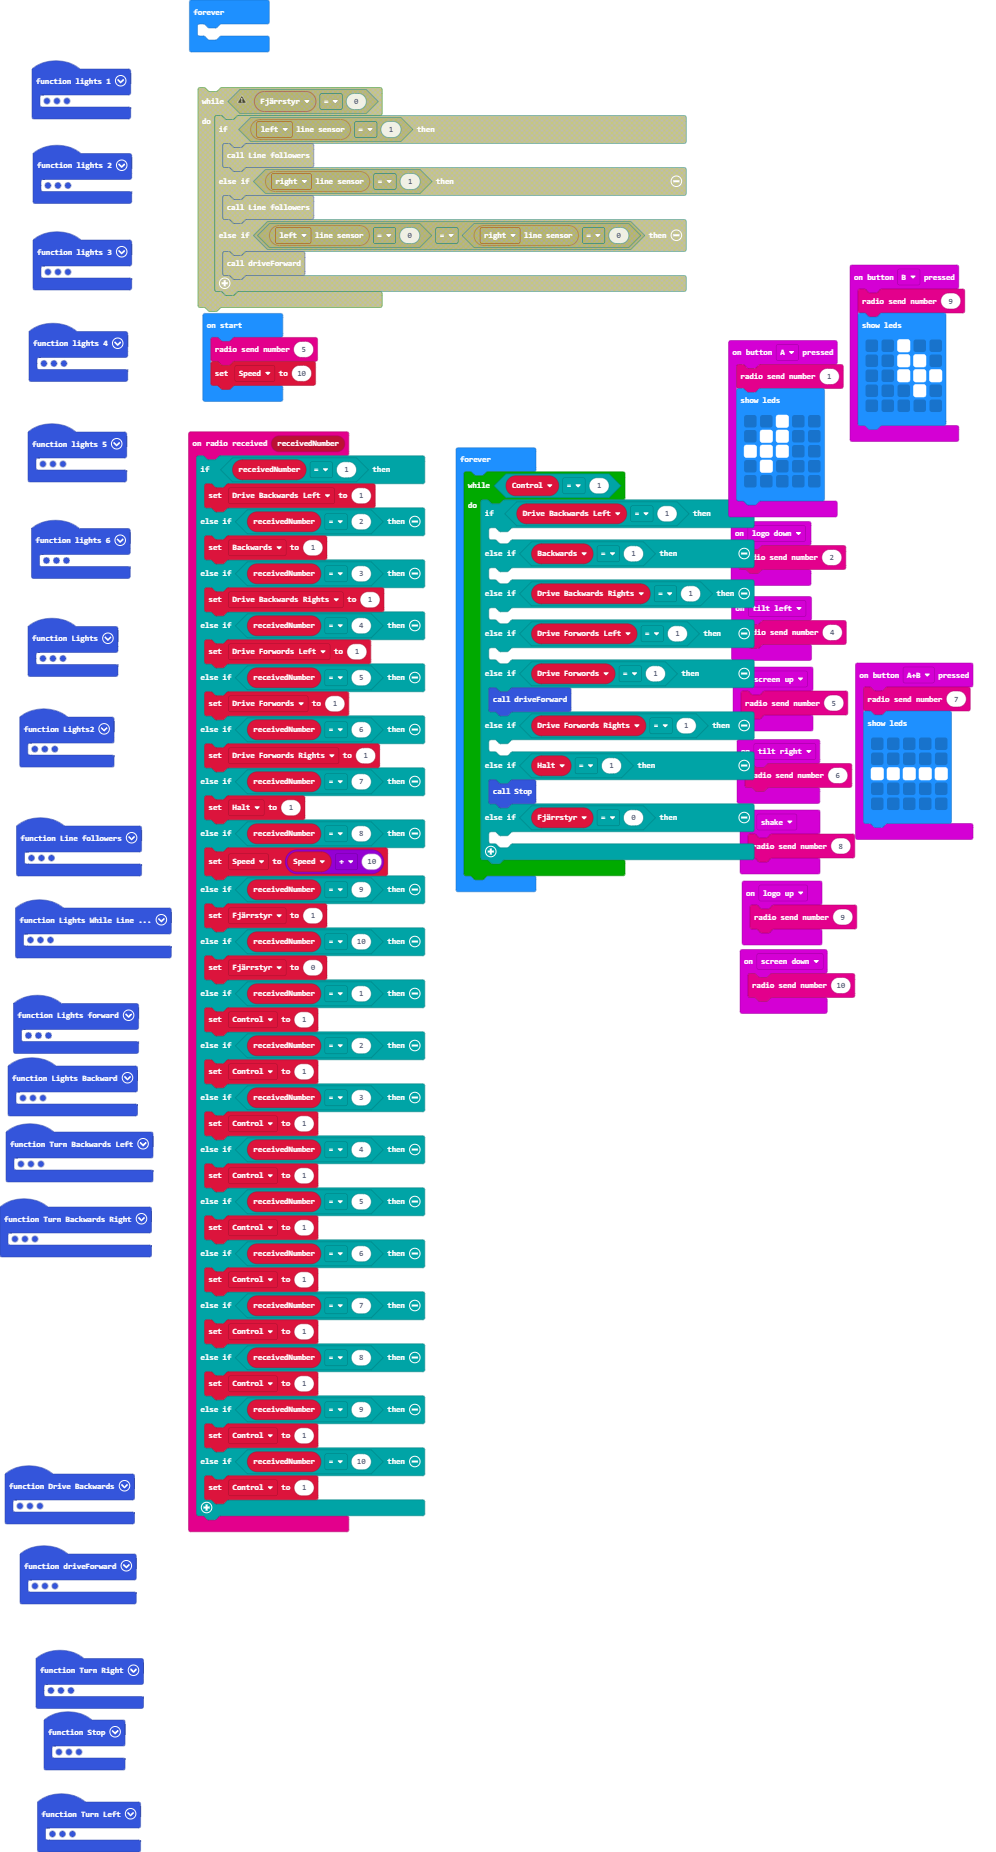 forever
function lights 1
function lights 2
function lights 3
function lights 4
function lights 5
function lights 6
function Lights
function Lights2
function Line followers
function Lights While Line ...
function Lights forward
function Lights Backward
function Turn Backwards Left
function Turn Backwards Right
function Drive Backwards
function driveForward
function Turn Right
function Stop
function Turn Left
while Fjärrstyr = 0
do
if left line sensor = 1 then
call Line followers
else if right line sensor = 1 then
call Line followers
else if left line sensor = 0 = right line sensor = 0 then
call driveForward
on start
radio send number 5
set Speed to 10
on radio received receivedNumber
if receivedNumber = 1 then
set Drive Backwards Left to 1
else if receivedNumber = 2 then
set Backwards to 1
else if receivedNumber = 3 then
set Drive Backwards Rights to 1
else if receivedNumber = 4 then
set Drive Forwords Left to 1
else if receivedNumber = 5 then
set Drive Forwords to 1
else if receivedNumber = 6 then
set Drive Forwords Rights to 1
else if receivedNumber = 7 then
set Halt to 1
else if receivedNumber = 8 then
set Speed to Speed ÷ 10
else if receivedNumber = 9 then
set Fjärrstyr to 1
else if receivedNumber = 10 then
set Fjärrstyr to 0
else if receivedNumber = 1 then
set Control to 1
else if receivedNumber = 2 then
set Control to 1
else if receivedNumber = 3 then
set Control to 1
else if receivedNumber = 4 then
set Control to 1
else if receivedNumber = 5 then
set Control to 1
else if receivedNumber = 6 then
set Control to 1
else if receivedNumber = 7 then
set Control to 1
else if receivedNumber = 8 then
set Control to 1
else if receivedNumber = 9 then
set Control to 1
else if receivedNumber = 10 then
set Control to 1
forever
while Control = 1
do
if Drive Backwards Left = 1 then
else if Backwards = 1 then
else if Drive Backwards Rights = 1 then
else if Drive Forwords Left = 1 then
else if Drive Forwords = 1 then
call driveForward
else if Drive Forwords Rights = 1 then
else if Halt = 1 then
call Stop
else if Fjärrstyr = 0 then
on button B pressed
radio send number 9
show leds
on button A pressed
radio send number 1
show leds
on logo down
send number 2
on tilt left
send number 4
screen up
radio send number 5
tilt right
send number 6
shake
send number 8
on logo up
radio send number 9
on screen down
radio send number 10
on button A+B pressed
radio send number 7
show leds